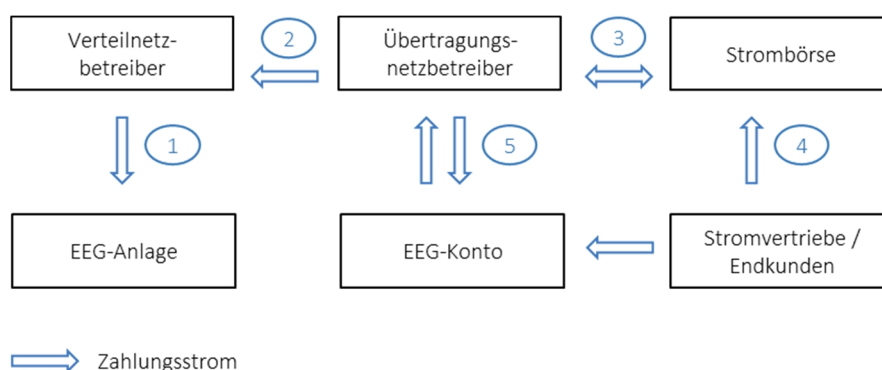 Verteilnetz-
betreiber
2
Übertragungs-
netzbetreiber
3
Strombörse
1
5
4
EEG-Anlage
EEG-Konto
Stromvertriebe /
Endkunden
Zahlungsstrom